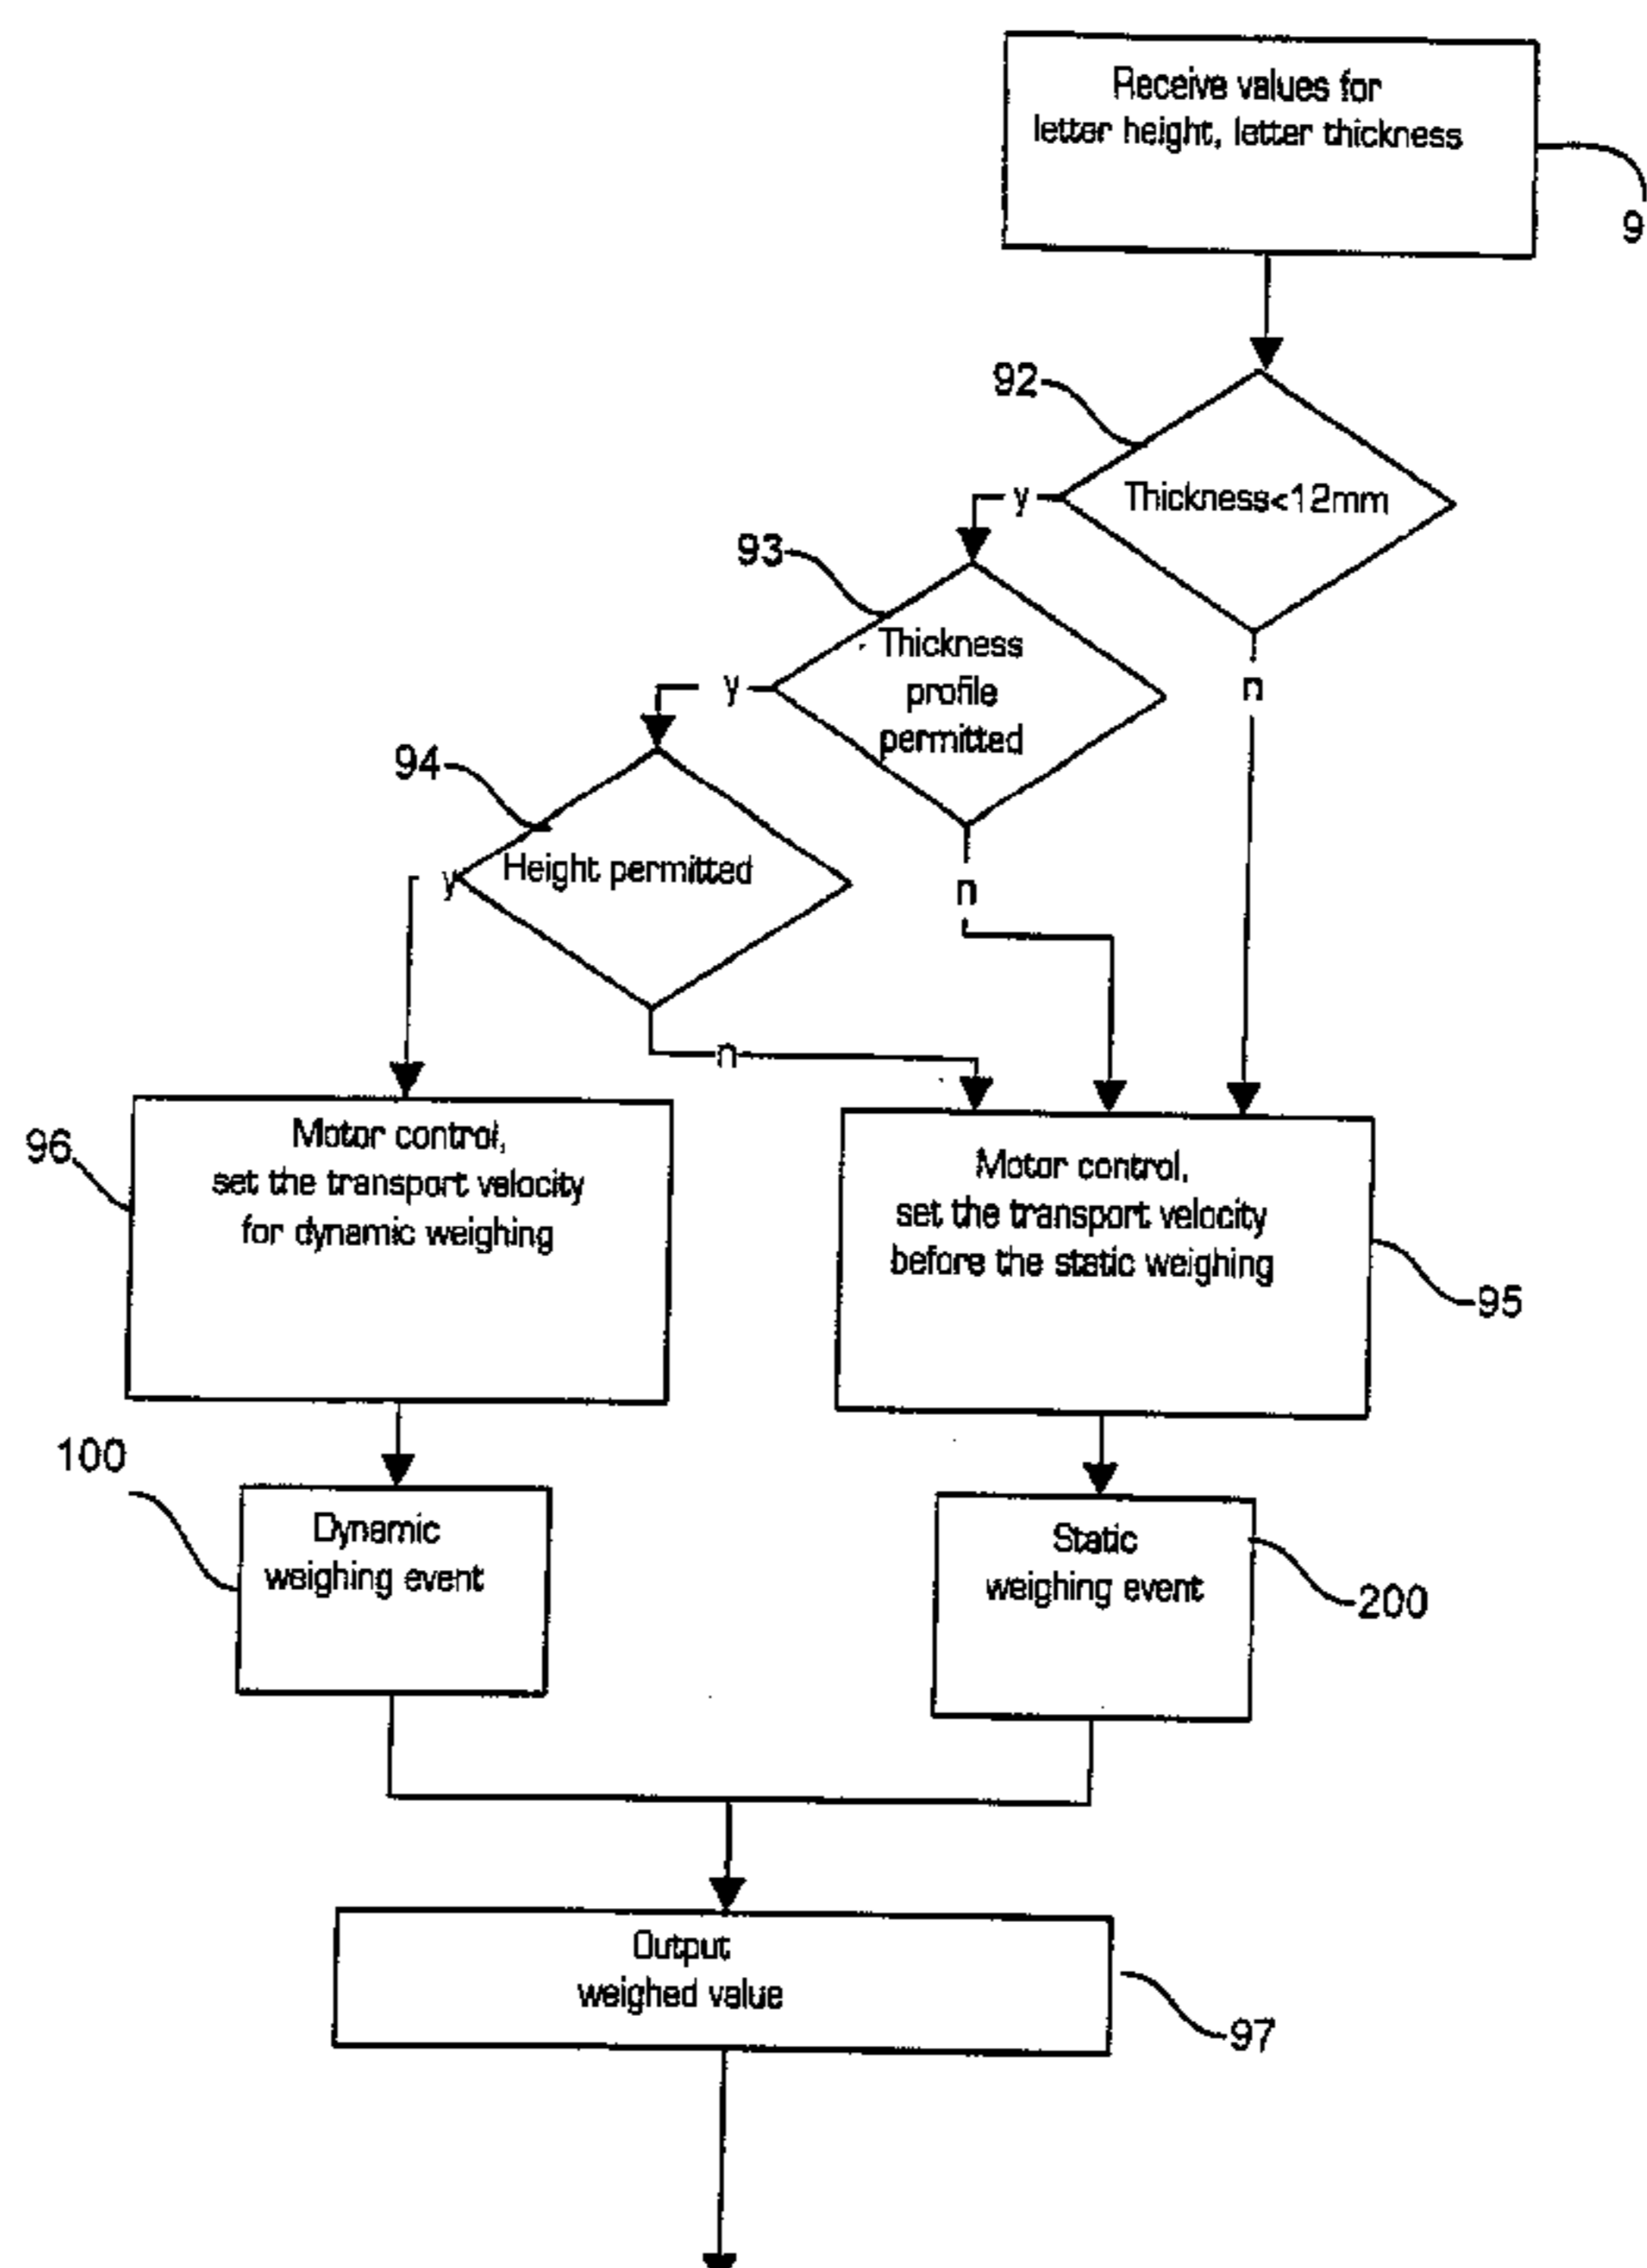 Receive values for
letter height, letter thickness
9
92
Thickness<12mm
y
n
93
Thickness
profile
permitted
y
n
94
Height permitted
y
n
96
Motor control,
set the transport velocity
for dynamic weighing
Motor control,
set the transport velocity
before the static weighing
95
100
Dynamic
weighing event
Static
weighing event
200
Output
weighed value
97